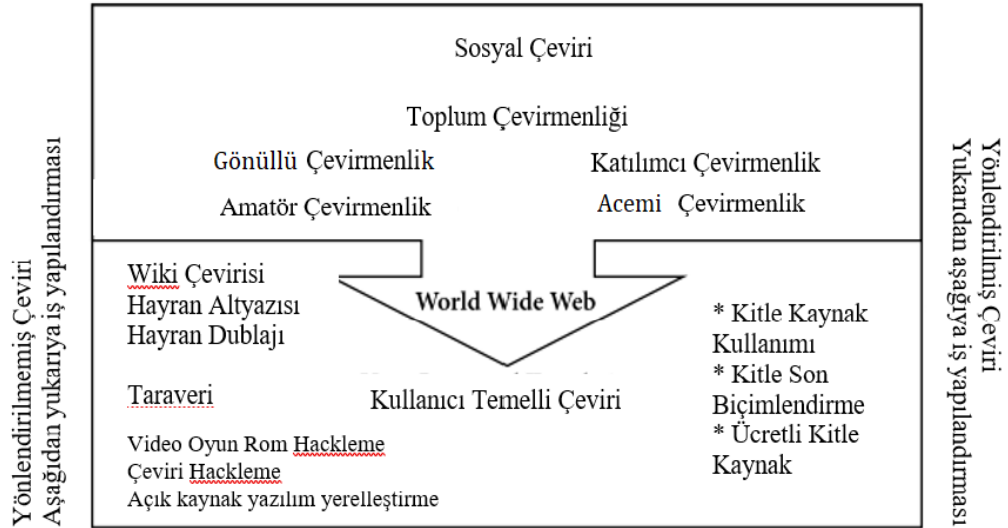 Sosyal Çeviri
Toplum Çevirmenliği
Gönüllü Çevirmenlik
Katılımcı Çevirmenlik
Amatör Çevirmenlik
Acemi Çevirmenlik
Yönlendirilmemiş Çeviri
Aşağıdan yukarıya iş yapılandırması
Wiki Çevirisi
Hayran Altyazısı
Hayran Dublajı
Taraveri
Video Oyun Rom Hackleme
Çeviri Hackleme
Açık kaynak yazılım yerelleştirme
World Wide Web
Kullanıcı Temelli Çeviri
* Kitle Kaynak
Kullanımı
* Kitle Son
Biçimlendirme
* Ücretli Kitle
Kaynak
Yönlendirilmiş Çeviri
Yukarıdan aşağıya iş yapılandırması